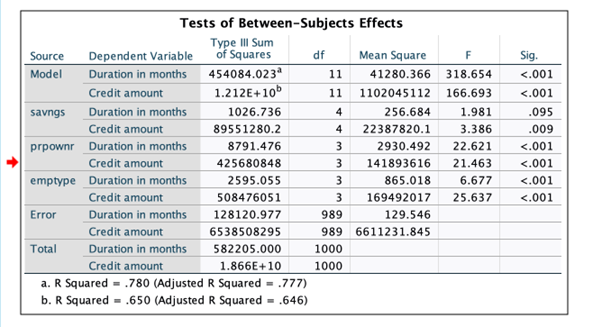 Tests of Between-Subjects Effects
Source Dependent Variable Type III Sum of Squares df Mean Square F Sig.
Model Duration in months 454084.023a 11 41280.366 318.654 <.001
Credit amount 1.212E+10b 11 1102045112 166.693 <.001
savngs Duration in months 1026.736 4 256.684 1.981 .095
Credit amount 89551280.2 4 22387820.1 3.386 .009
prpownr Duration in months 8791.476 3 2930.492 22.621 <.001
Credit amount 425680848 3 141893616 21.463 <.001
emptype Duration in months 2595.055 3 865.018 6.677 <.001
Credit amount 508476051 3 169492017 25.637 <.001
Error Duration in months 128120.977 989 129.546
Credit amount 6538508295 989 6611231.845
Total Duration in months 582205.000 1000
Credit amount 1.866E+10 1000
a. R Squared = .780 (Adjusted R Squared = .777)
b. R Squared = .650 (Adjusted R Squared = .646)